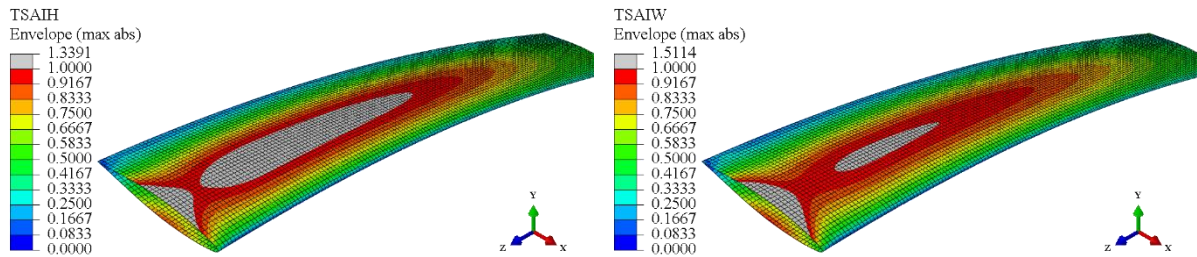 TSAIH
Envelope (max abs)
1.3391
1.0000
0.9167
0.8333
0.7500
0.6667
0.5833
0.5000
0.4167
0.3333
0.2500
0.1667
0.0833
0.0000
Y
Z
X
TSAIW
Envelope (max abs)
1.5114
1.0000
0.9167
0.8333
0.7500
0.6667
0.5833
0.5000
0.4167
0.3333
0.2500
0.1667
0.0833
0.0000
Y
Z
X